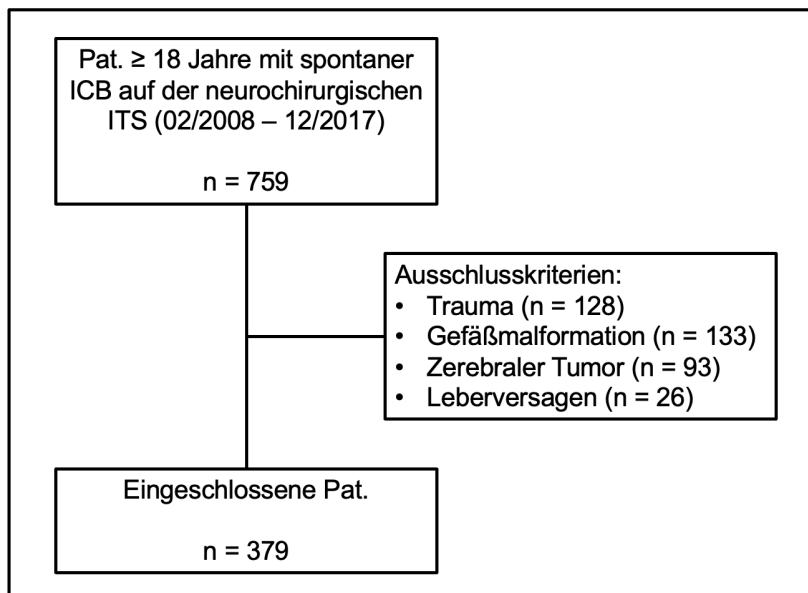 Pat. ≥ 18 Jahre mit spontaner
ICB auf der neurochirurgischen
ITS (02/2008 – 12/2017)
n = 759
Ausschlusskriterien:
• Trauma (n = 128)
• Gefäßmalformation (n = 133)
• Zerebraler Tumor (n = 93)
• Leberversagen (n = 26)
Eingeschlossene Pat.
n = 379